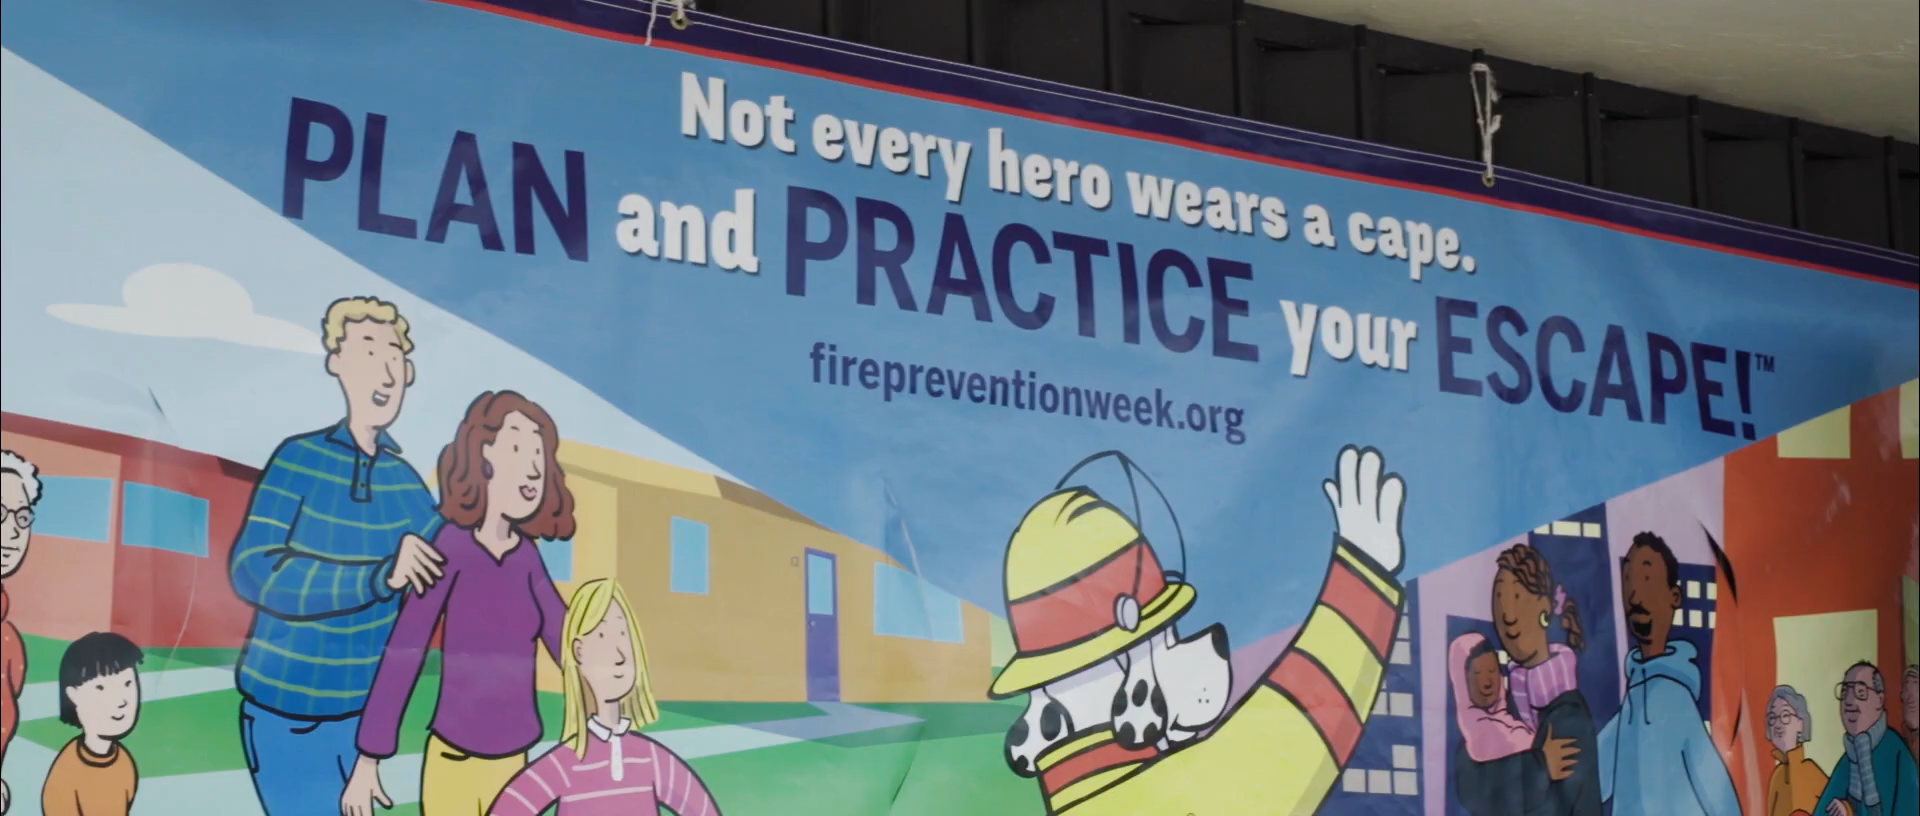 Not every hero wears a cape.
PLAN and PRACTICE your ESCAPE!™
firepreventionweek.org